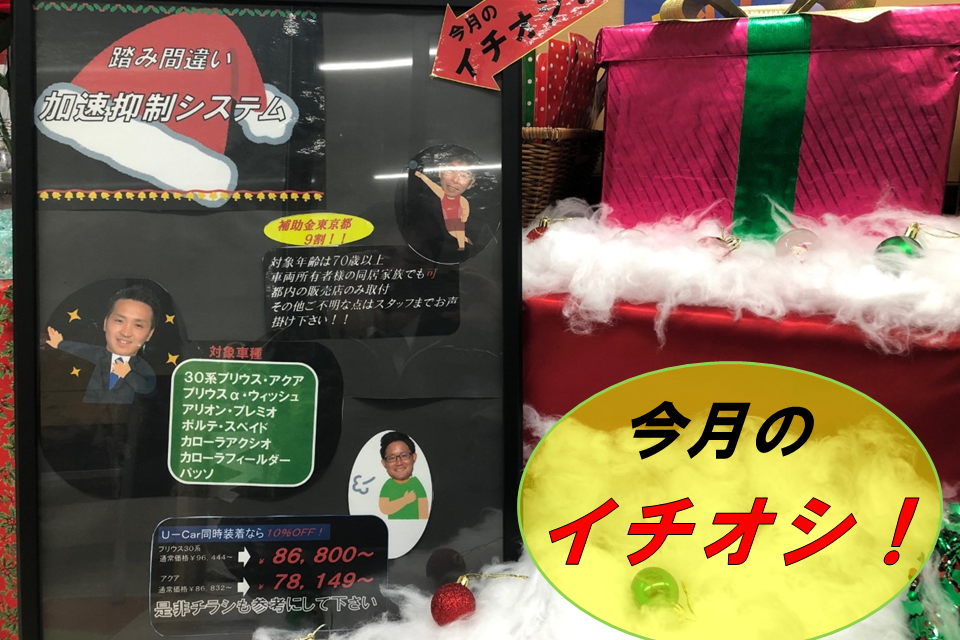 今月の
イチオシ!
踏み間違い
加速抑制システム
補助金東京都
9割!!
対象年齢は70歳以上
車両所有者様の同居家族でも可
都内の販売店のみ取付
その他ご不明な点はスタッフまでお声
掛け下さい!!
対象車種
30系プリウス・アクア
プリウスα・ウィッシュ
アリオン・プレミオ
ポルテ・スペイド
カローラアクシオ
カローラフィールダー
パッソ
U-Car同時装着なら10%OFF!
プリウス30系
通常価格¥96,444~
¥86,800~
アクア
通常価格¥86,832~
¥78,149~
是非チラシも参考にして下さい
今月の
イチオシ!